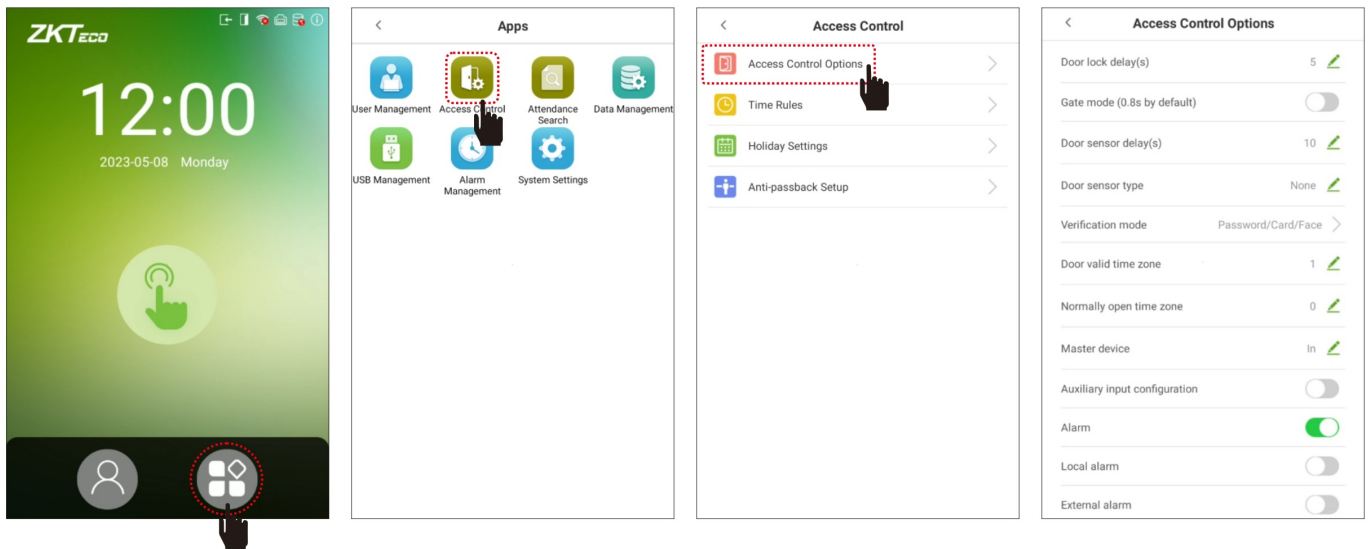 ZKTeco
12:00
2023-05-08 Monday
Apps
User Management
Access Control
Attendance
Search
Data Management
USB Management
Alarm
Management
System Settings
Access Control
Access Control Options
Time Rules
Holiday Settings
Anti-passback Setup
Access Control Options
Door lock delay(s) 5
Gate mode (0.8s by default)
Door sensor delay(s) 10
Door sensor type None
Verification mode Password/Card/Face
Door valid time zone 1
Normally open time zone 0
Master device In
Auxiliary input configuration
Alarm
Local alarm
External alarm